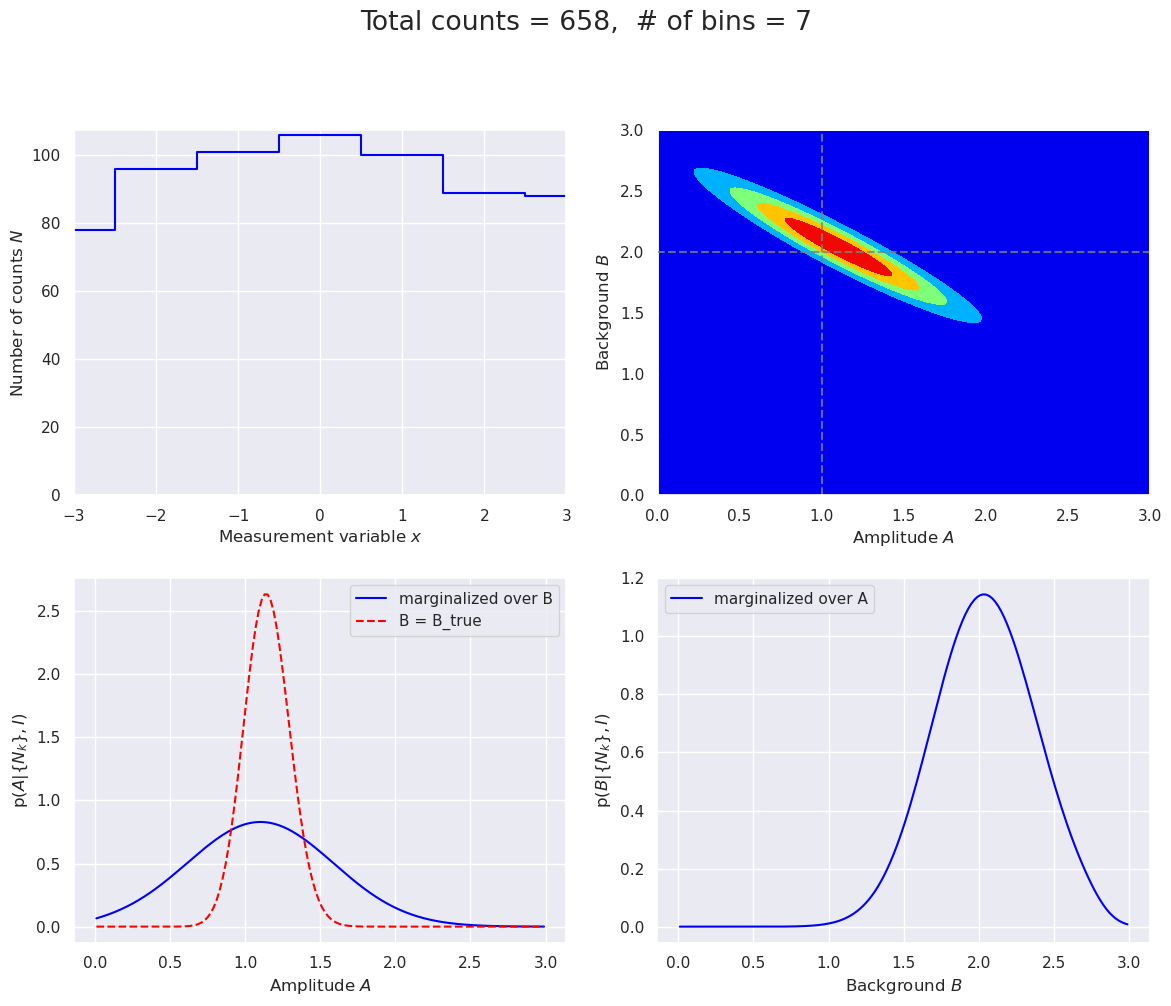 Total counts = 658,  # of bins = 7
100
80
60
40
20
0
Number of counts N
−3 −2 −1 0 1 2 3
Measurement variable x
3.0
2.5
2.0
1.5
1.0
0.5
0.0
Background B
0.0 0.5 1.0 1.5 2.0 2.5 3.0
Amplitude A
2.5
2.0
1.5
1.0
0.5
0.0
p(A|{N_k}, I)
marginalized over B
B = B_true
0.0 0.5 1.0 1.5 2.0 2.5 3.0
Amplitude A
1.2
1.0
0.8
0.6
0.4
0.2
0.0
p(B|{N_k}, I)
marginalized over A
0.0 0.5 1.0 1.5 2.0 2.5 3.0
Background B